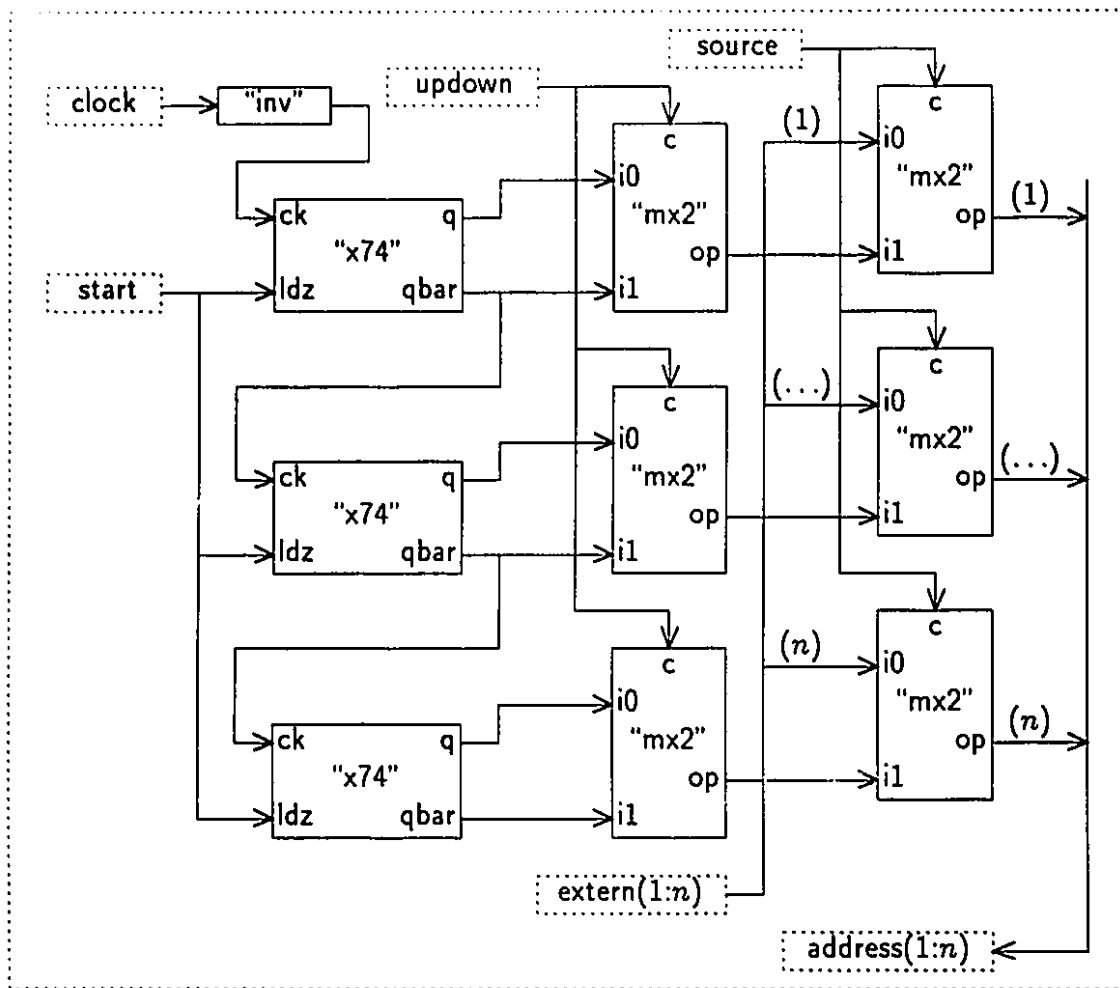 source
updown
clock
"inv"
c
c
(1)
i0
i0
"mx2"
"mx2"
ck
q
op
(1)
"x74"
op
i1
start
ldz
qbar
i1
c
c
(...)
i0
i0
"mx2"
"mx2"
ck
q
op
(...)
"x74"
op
i1
ldz
qbar
i1
c
c
(n)
i0
i0
"mx2"
"mx2"
ck
q
op
(n)
"x74"
op
i1
ldz
qbar
i1
extern(1:n)
address(1:n)